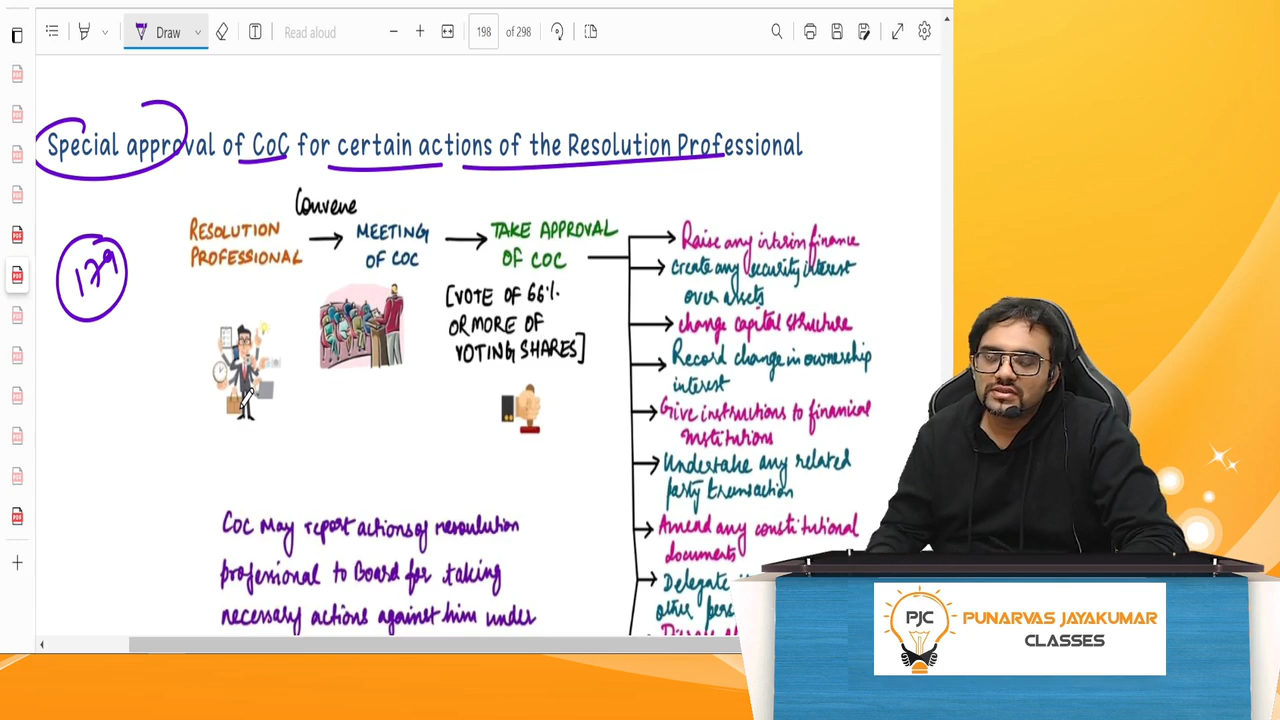 Draw
Read aloud
198
of 298
Special approval of CoC for certain actions of the Resolution Professional
179
RESOLUTION
PROFESSIONAL
Convene
MEETING
OF COC
TAKE APPROVAL
OF COC
[VOTE OF 66%
OR MORE OF
VOTING SHARES]
Raise any interim finance
Create any security interest
over assets
change capital structure
Record change in ownership
interest
Give instructions to financial
Institutions
Undertake any related
party transaction
Amend any constitutional
documents
Delegate
other
CoC may report actions of resoulution
professional to Board for taking
necessary actions against him under
PJC
PUNARVAS JAYAKUMAR
CLASSES